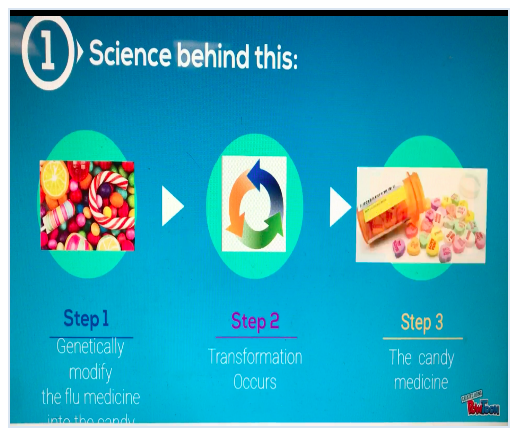 1
Science behind this:
Step 1
Step 2
Step 3
Genetically
modify
the flu medicine
into the candy
Transformation
Occurs
The candy
medicine
PowToon